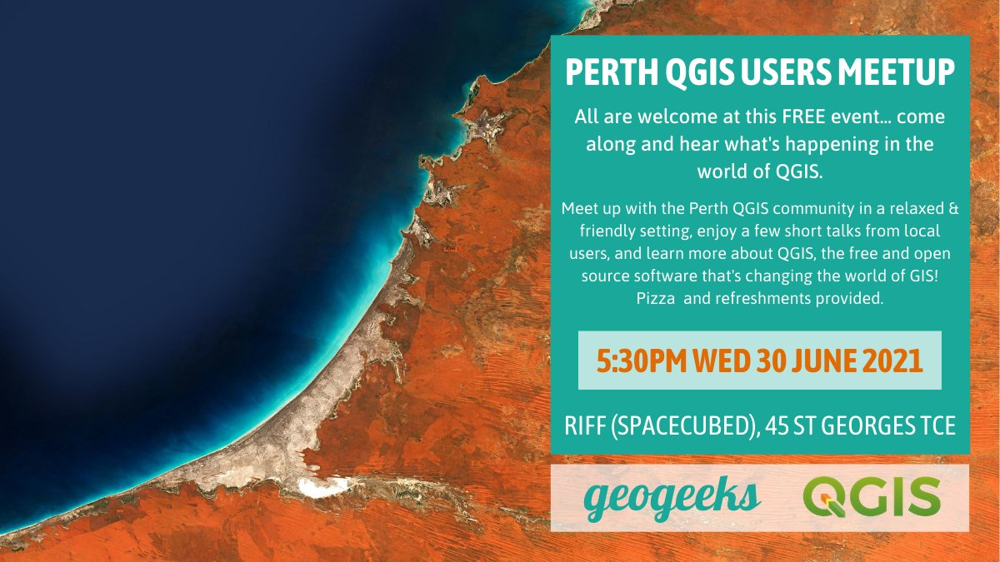 PERTH QGIS USERS MEETUP
All are welcome at this FREE event... come
along and hear what's happening in the
world of QGIS.
Meet up with the Perth QGIS community in a relaxed &
friendly setting, enjoy a few short talks from local
users, and learn more about QGIS, the free and open
source software that's changing the world of GIS!
Pizza  and refreshments provided.
5:30PM WED 30 JUNE 2021
RIFF (SPACECUBED), 45 ST GEORGES TCE
geogeeks QGIS